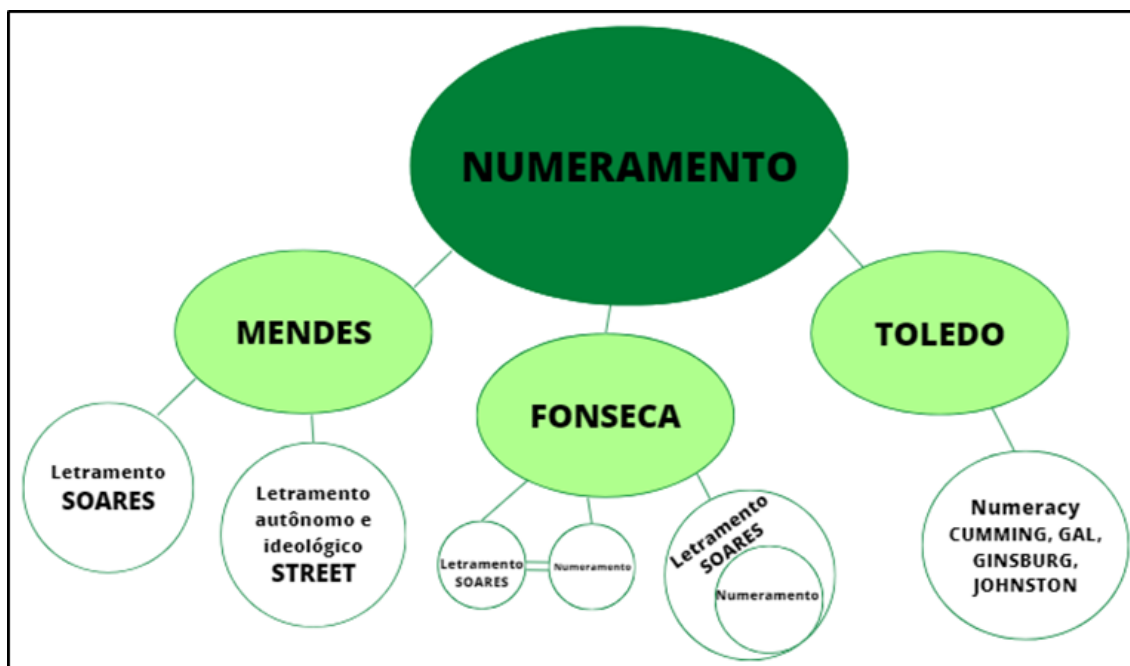 NUMERAMENTO
MENDES
FONSECA
TOLEDO
Letramento
SOARES
Letramento
autônomo e
ideológico
STREET
Letramento
SOARES
Numeramento
Letramento
SOARES
Numeramento
Numeracy
CUMMING, GAL,
GINSBURG,
JOHNSTON